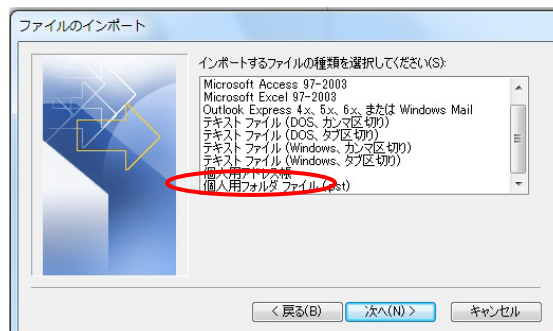 ファイルのインポート
インポートするファイルの種類を選択してください(S):
Microsoft Access 97-2003
Microsoft Excel 97-2003
Outlook Express 4.x、5.x、6.x、または Windows Mail
テキスト ファイル (DOS、カンマ区切り)
テキスト ファイル (DOS、タブ区切り)
テキスト ファイル (Windows、カンマ区切り)
テキスト ファイル (Windows、タブ区切り)
個人用アドレス帳
個人用フォルダ ファイル (.pst)
< 戻る(B) 次へ(N) > キャンセル